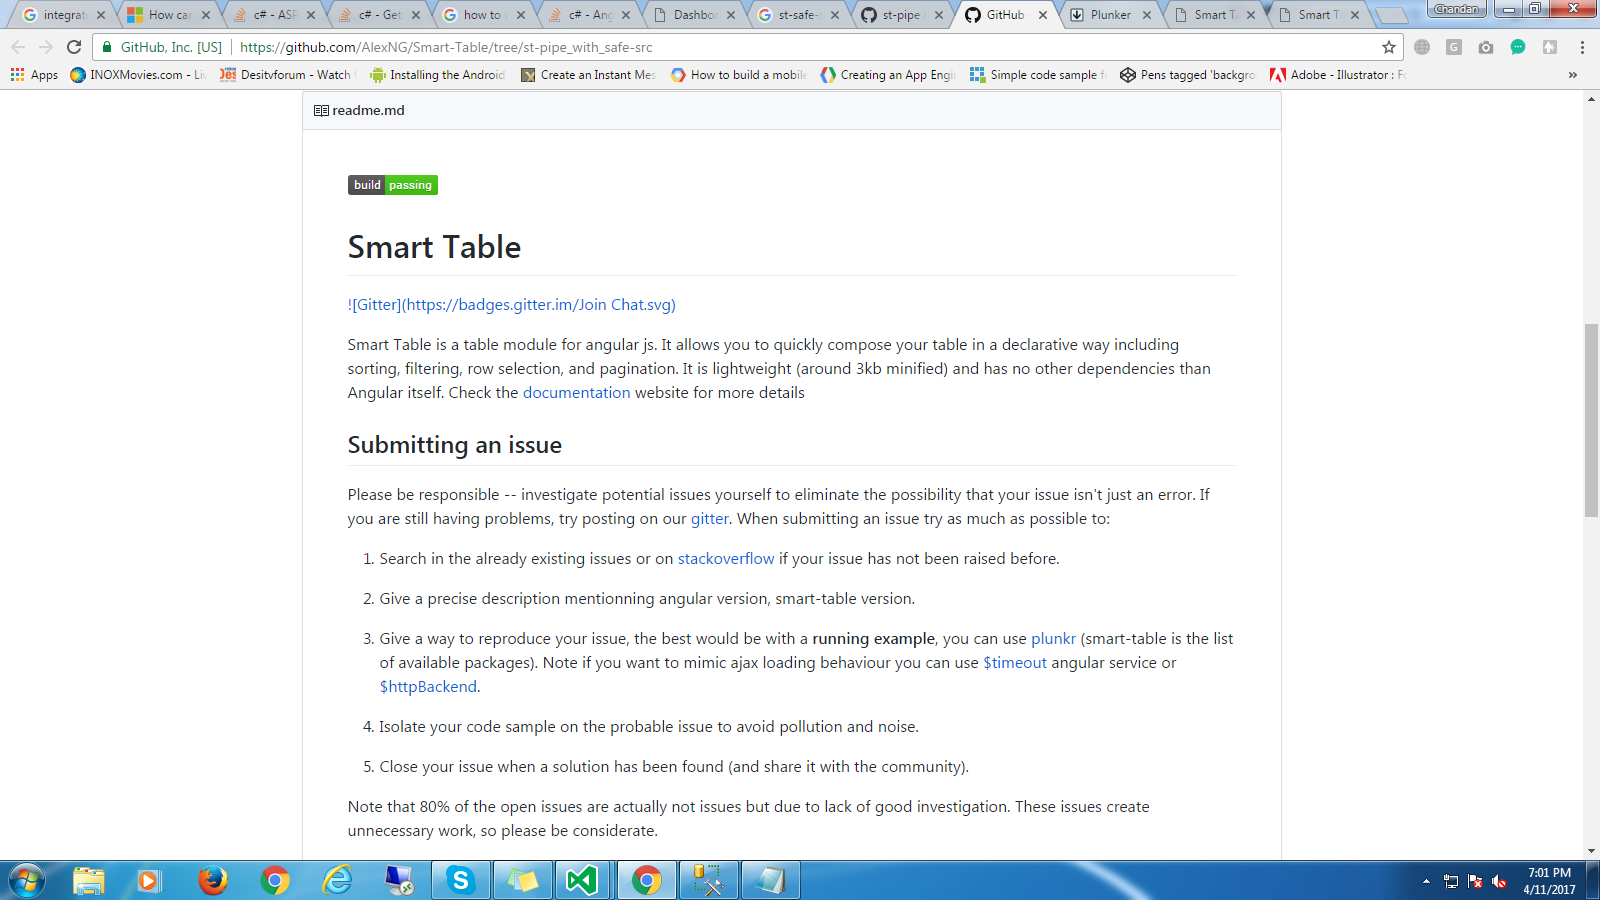 integrat
How can
c# - ASP
c# - Get
how to u
c# - Ang
Dashbo
st-safe-s
st-pipe
GitHub
Plunker
Smart T
Smart T
Chandan
GitHub, Inc. [US]
https://github.com/AlexNG/Smart-Table/tree/st-pipe_with_safe-src
Apps
INOXMovies.com - Li
Desitvforum - Watch
Installing the Android
Create an Instant Mes
How to build a mobile
Creating an App Engi
Simple code sample f
Pens tagged 'backgro
Adobe - Illustrator : Fo
»
readme.md
build passing
Smart Table
![Gitter](https://badges.gitter.im/Join Chat.svg)
Smart Table is a table module for angular js. It allows you to quickly compose your table in a declarative way including
sorting, filtering, row selection, and pagination. It is lightweight (around 3kb minified) and has no other dependencies than
Angular itself. Check the documentation website for more details
Submitting an issue
Please be responsible -- investigate potential issues yourself to eliminate the possibility that your issue isn't just an error. If
you are still having problems, try posting on our gitter. When submitting an issue try as much as possible to:
1. Search in the already existing issues or on stackoverflow if your issue has not been raised before.
2. Give a precise description mentionning angular version, smart-table version.
3. Give a way to reproduce your issue, the best would be with a running example, you can use plunkr (smart-table is the list
of available packages). Note if you want to mimic ajax loading behaviour you can use $timeout angular service or
$httpBackend.
4. Isolate your code sample on the probable issue to avoid pollution and noise.
5. Close your issue when a solution has been found (and share it with the community).
Note that 80% of the open issues are actually not issues but due to lack of good investigation. These issues create
unnecessary work, so please be considerate.
7:01 PM
4/11/2017